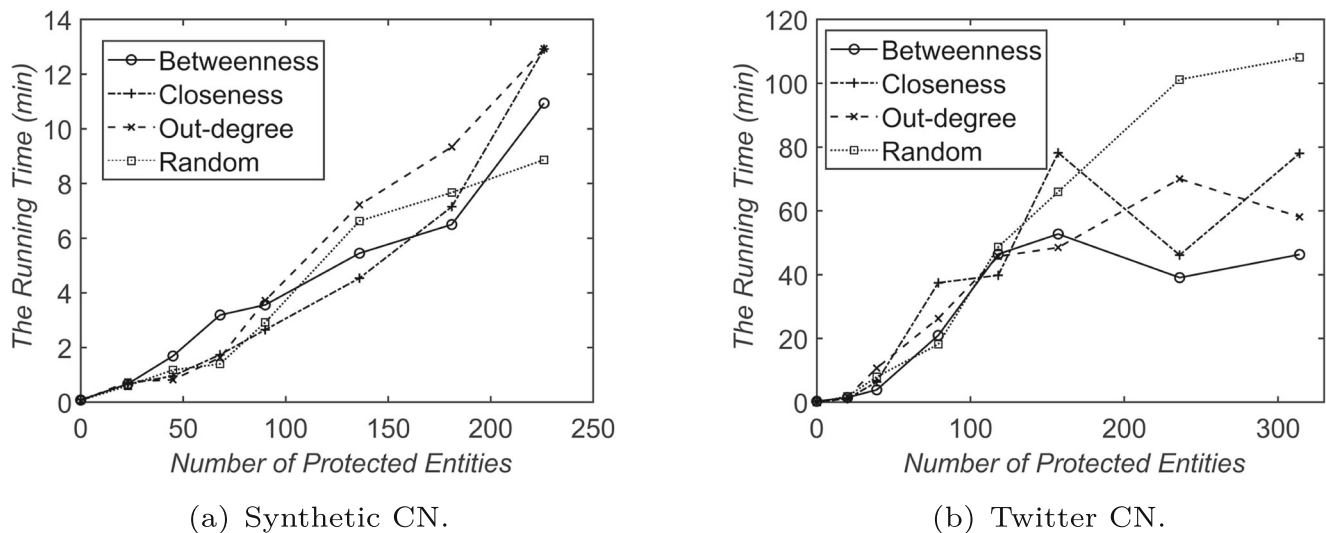 14
12
10
8
6
4
2
0
The Running Time (min)
Betweenness
Closeness
Out-degree
Random
0 50 100 150 200 250
Number of Protected Entities
(a) Synthetic CN.
120
100
80
60
40
20
0
The Running Time (min)
Betweenness
Closeness
Out-degree
Random
0 100 200 300
Number of Protected Entities
(b) Twitter CN.